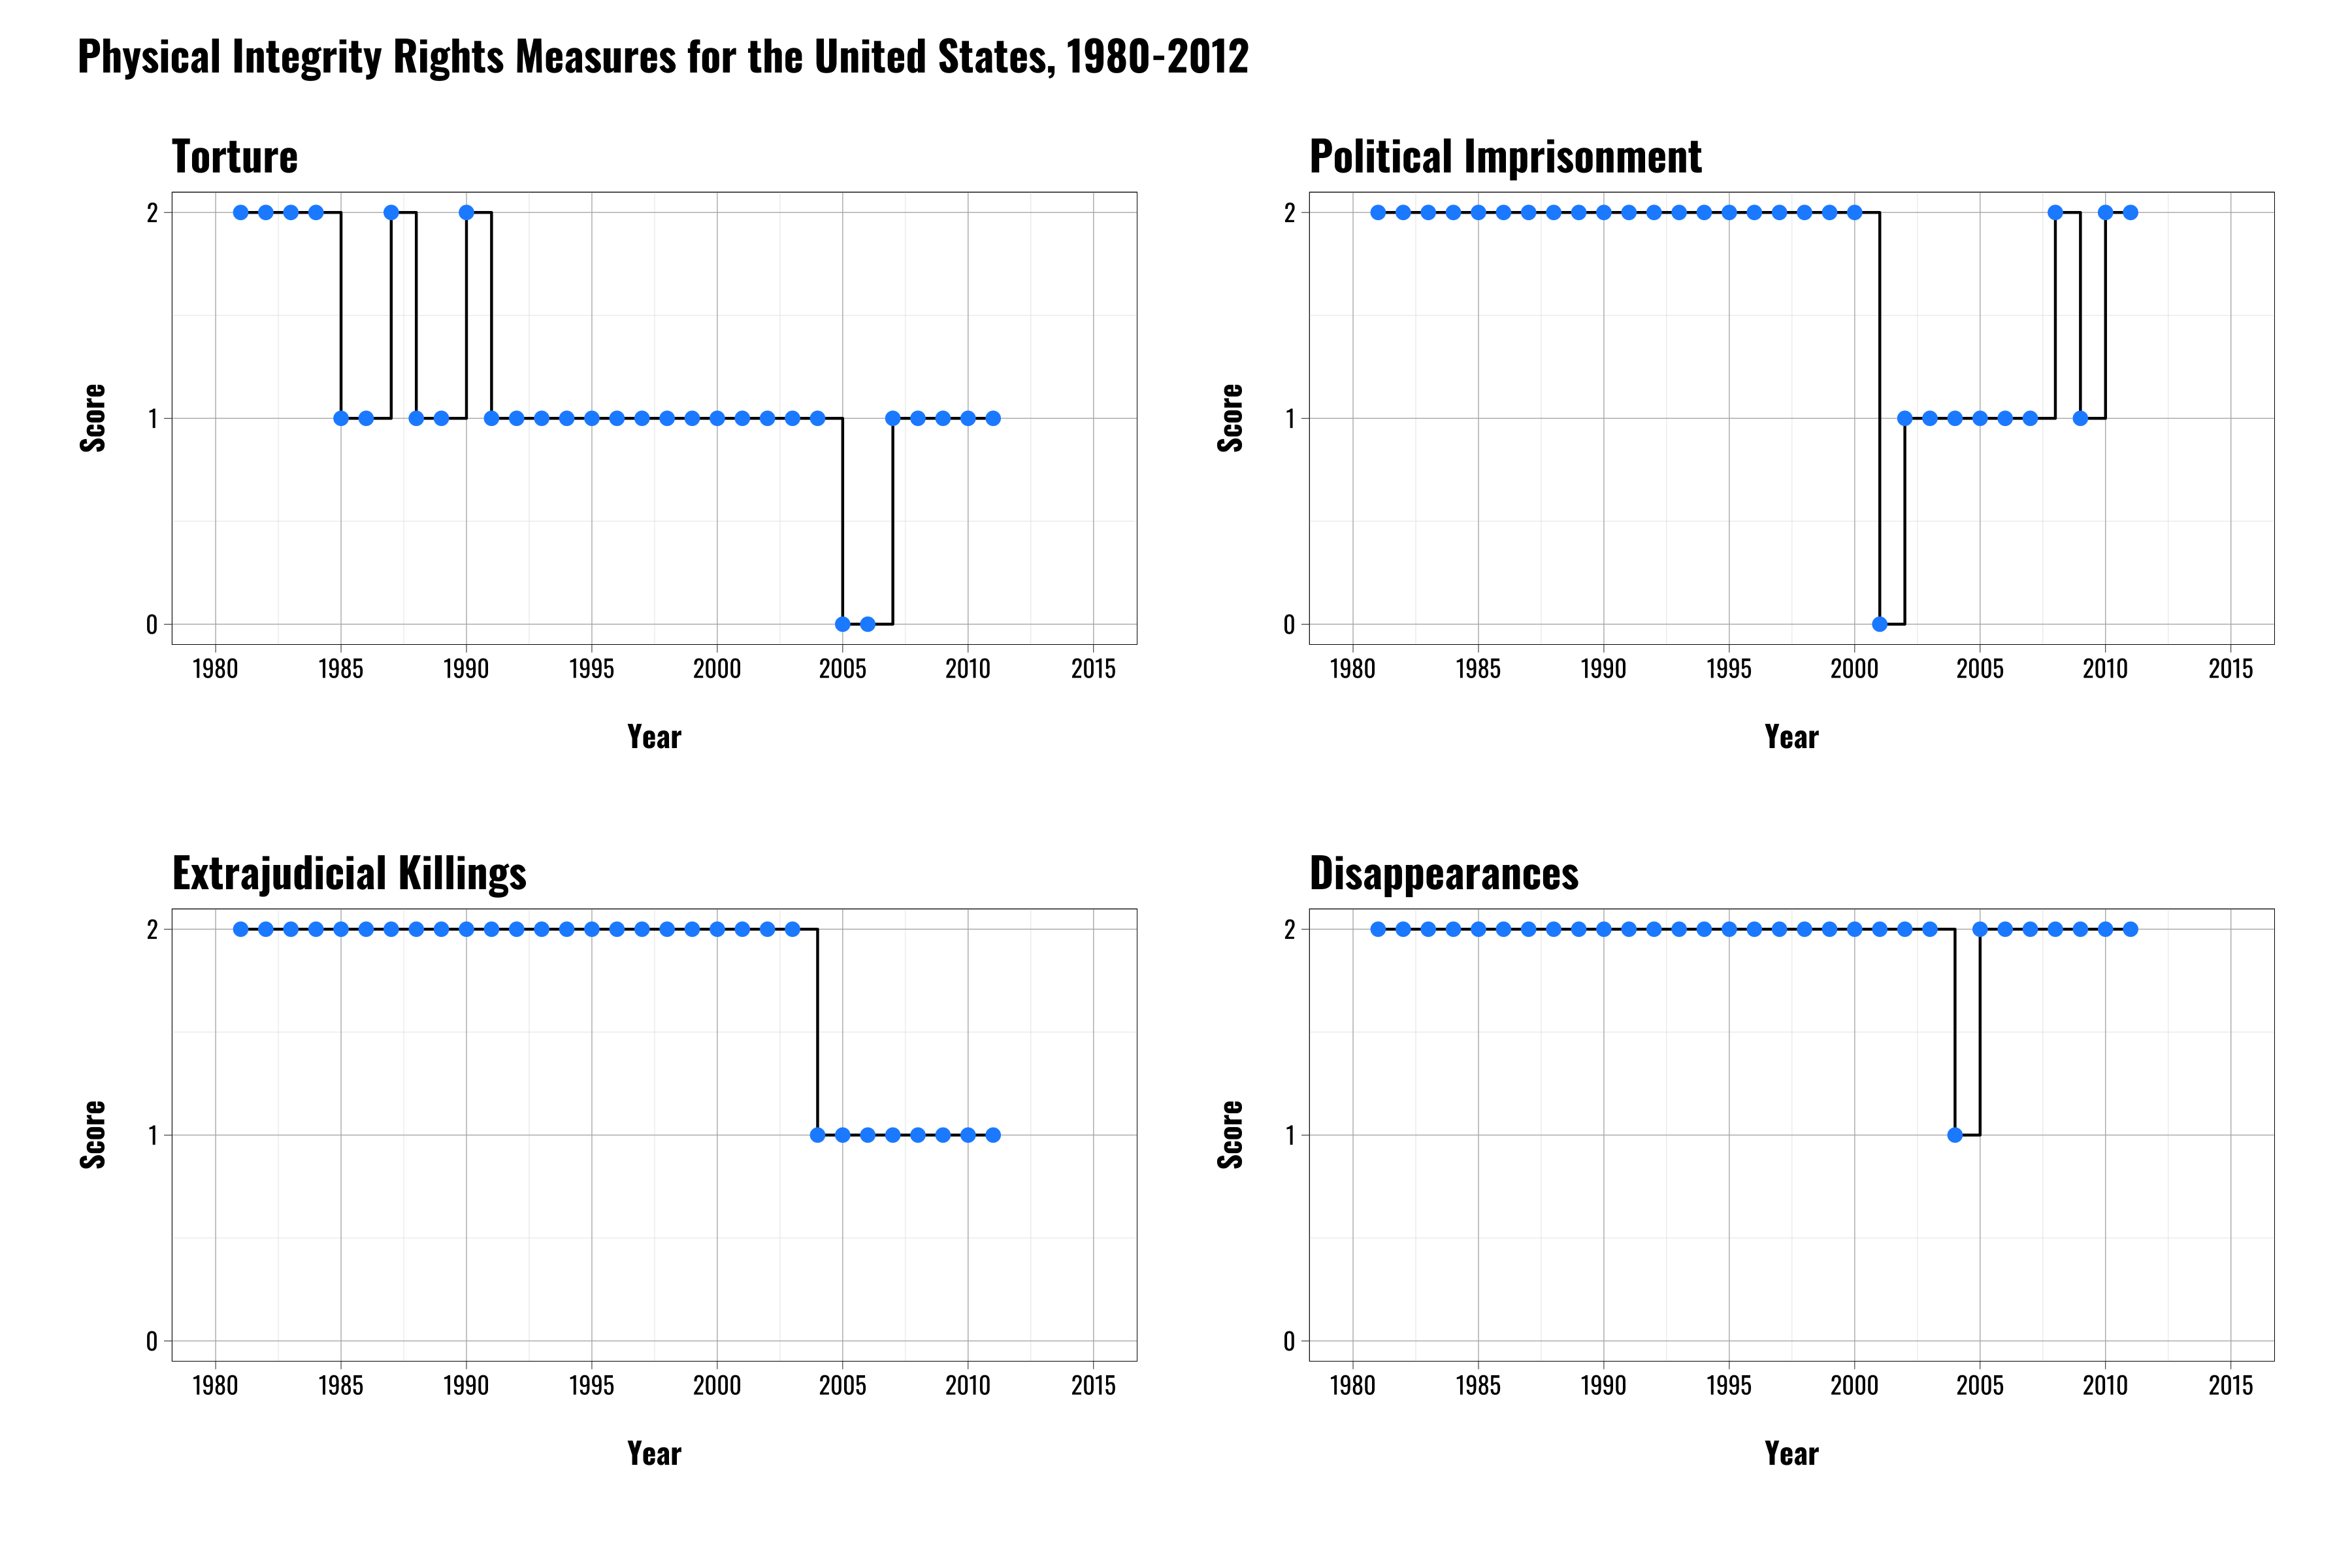 Physical Integrity Rights Measures for the United States, 1980-2012
Torture
Score
2
1
0
1980 1985 1990 1995 2000 2005 2010 2015
Year
Political Imprisonment
Score
2
1
0
1980 1985 1990 1995 2000 2005 2010 2015
Year
Extrajudicial Killings
Score
2
1
0
1980 1985 1990 1995 2000 2005 2010 2015
Year
Disappearances
Score
2
1
0
1980 1985 1990 1995 2000 2005 2010 2015
Year